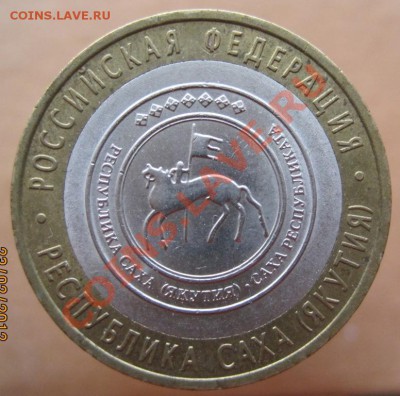 COINS.LAVE.RU
• РОССИЙСКАЯ ФЕДЕРАЦИЯ •
РЕСПУБЛИКА САХА (ЯКУТИЯ)
РЕСПУБЛИКА САХА (ЯКУТИЯ) • САХА РЕСПУБЛИКАТА
COINS.LAVE.RU